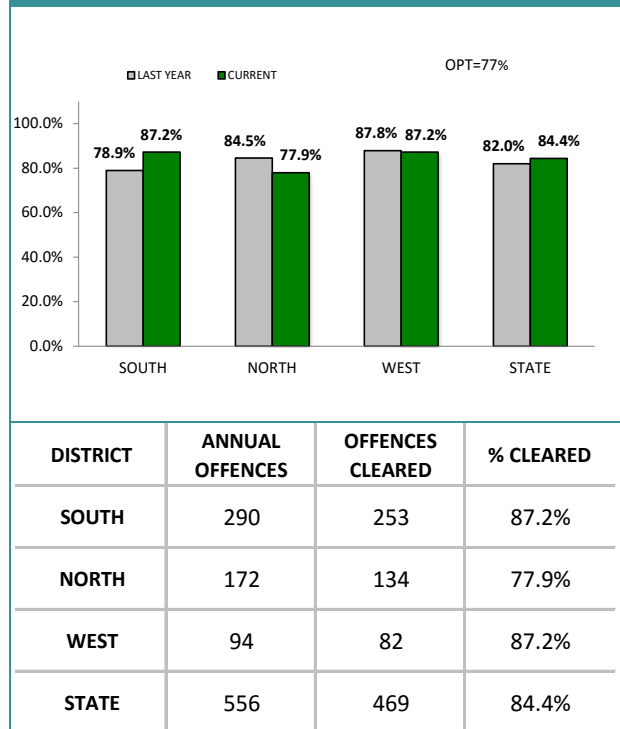 OPT=77%
LAST YEAR CURRENT
100.0%
80.0%
60.0%
40.0%
20.0%
0.0%
78.9% 87.2% 84.5% 77.9% 87.8% 87.2% 82.0% 84.4%
SOUTH NORTH WEST STATE
DISTRICT ANNUAL OFFENCES OFFENCES CLEARED % CLEARED
SOUTH 290 253 87.2%
NORTH 172 134 77.9%
WEST 94 82 87.2%
STATE 556 469 84.4%